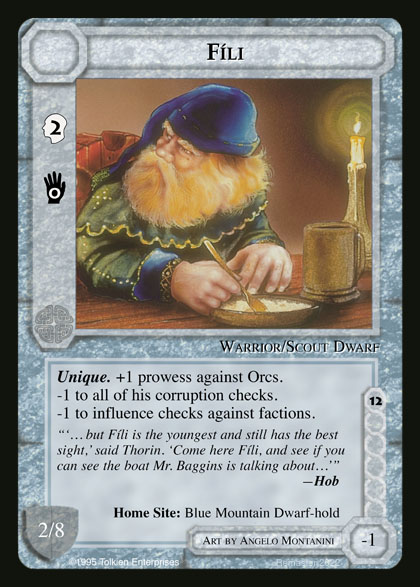 Fíli
2
Warrior/Scout Dwarf
Unique. +1 prowess against Orcs.
-1 to all of his corruption checks.
-1 to influence checks against factions.
12
“‘… but Fíli is the youngest and still has the best
sight,’ said Thorin. ‘Come here Fíli, and see if you
can see the boat Mr. Baggins is talking about…’”
–Hob
Home Site: Blue Mountain Dwarf-hold
2/8
Art by Angelo Montanini
-1
©1995 Tolkien Enterprises